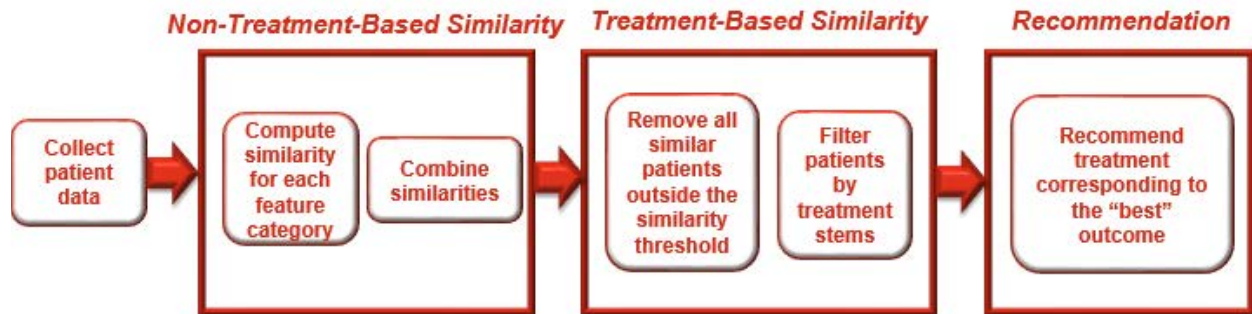 Non-Treatment-Based Similarity
Treatment-Based Similarity
Recommendation
Collect
patient
data
Compute
similarity
for each
feature
category
Combine
similarities
Remove all
similar
patients
outside the
similarity
threshold
Filter
patients
by
treatment
stems
Recommend
treatment
corresponding to
the “best”
outcome